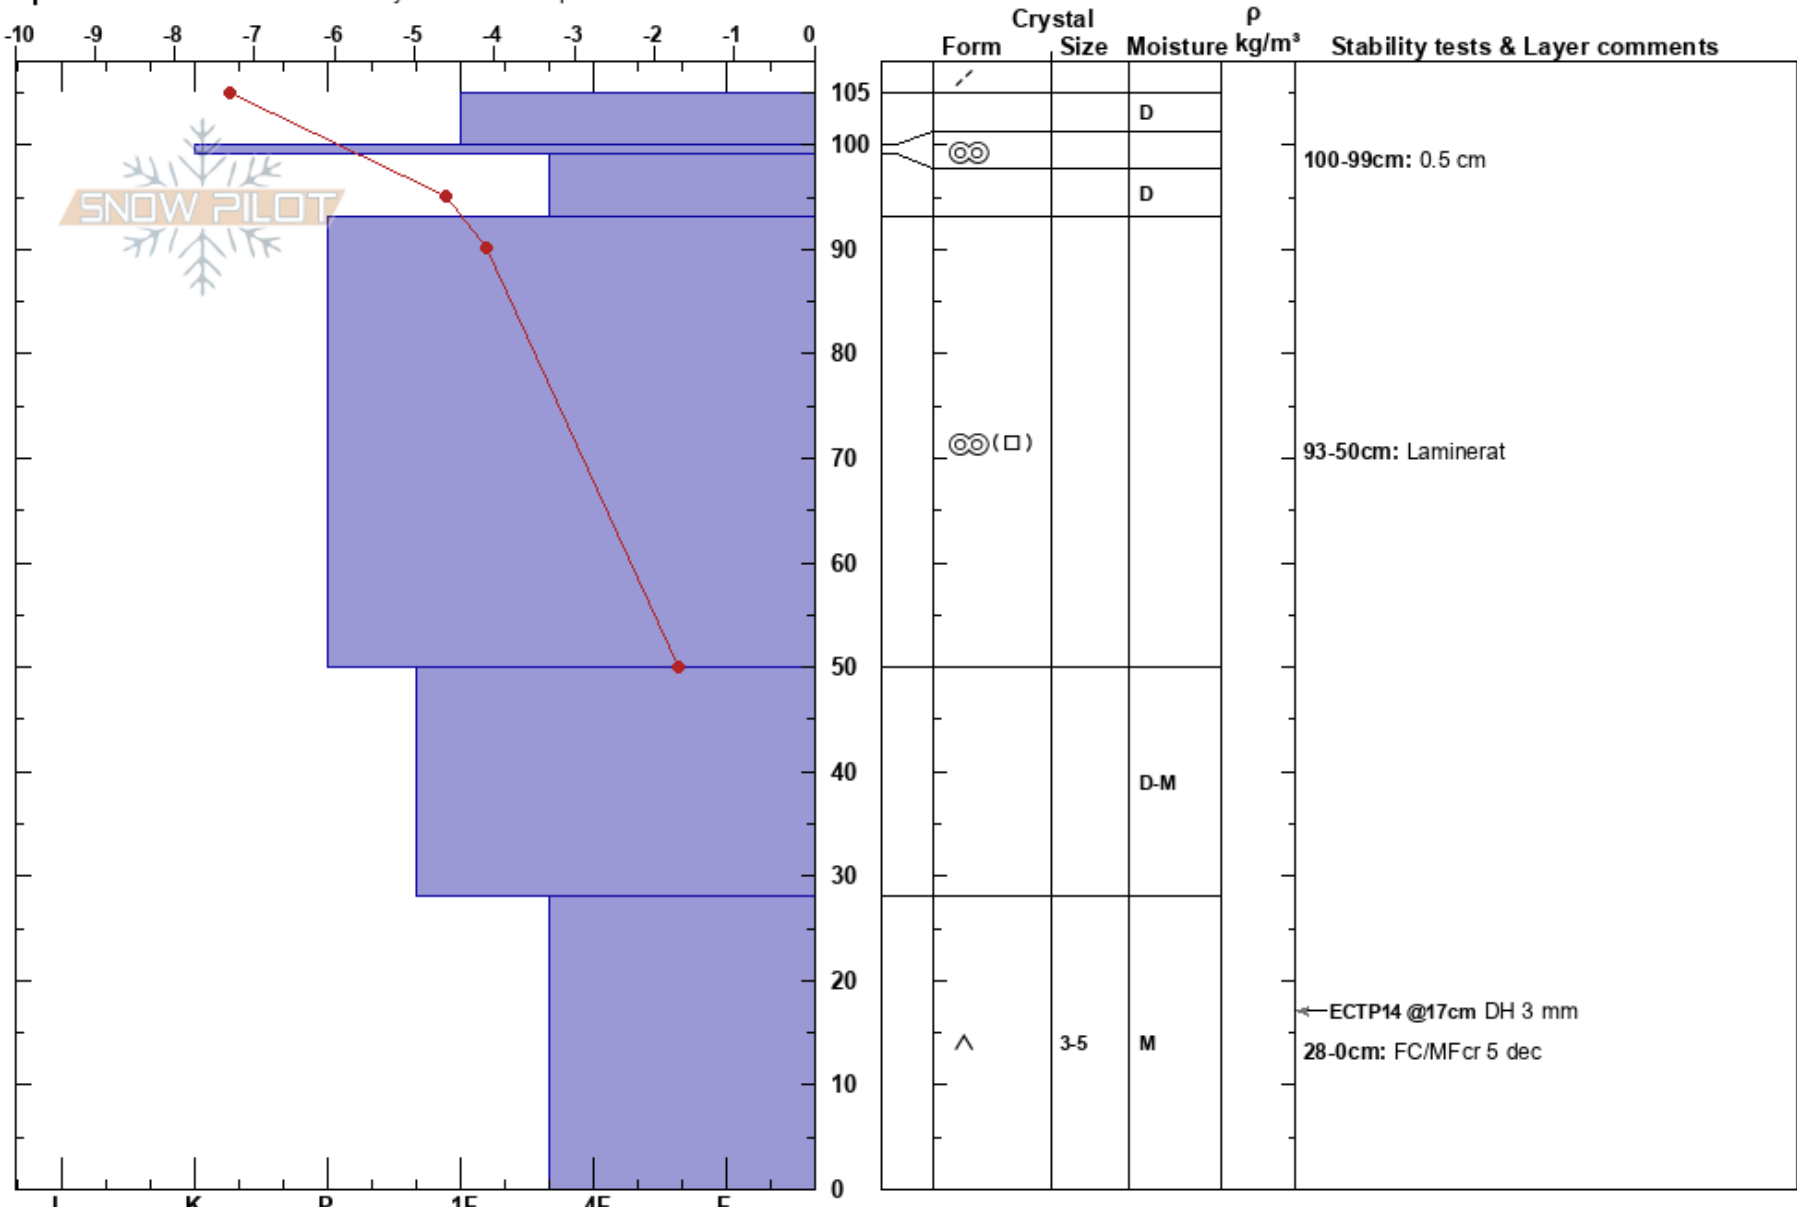 -10 -9 -8 -7 -6 -5 -4 -3 -2 -1 0
Crystal
Form Size Moisture
ρ
kg/m³
Stability tests & Layer comments
105
D
100
100-99cm: 0.5 cm
SNOW PILOT
D
90
80
93-50cm: Laminerat
70
60
50
40
D-M
30
20
ECTP14 @17cm DH 3 mm
3-5 M
28-0cm: FC/MFcr 5 dec
10
0
I K P 1F 4F F